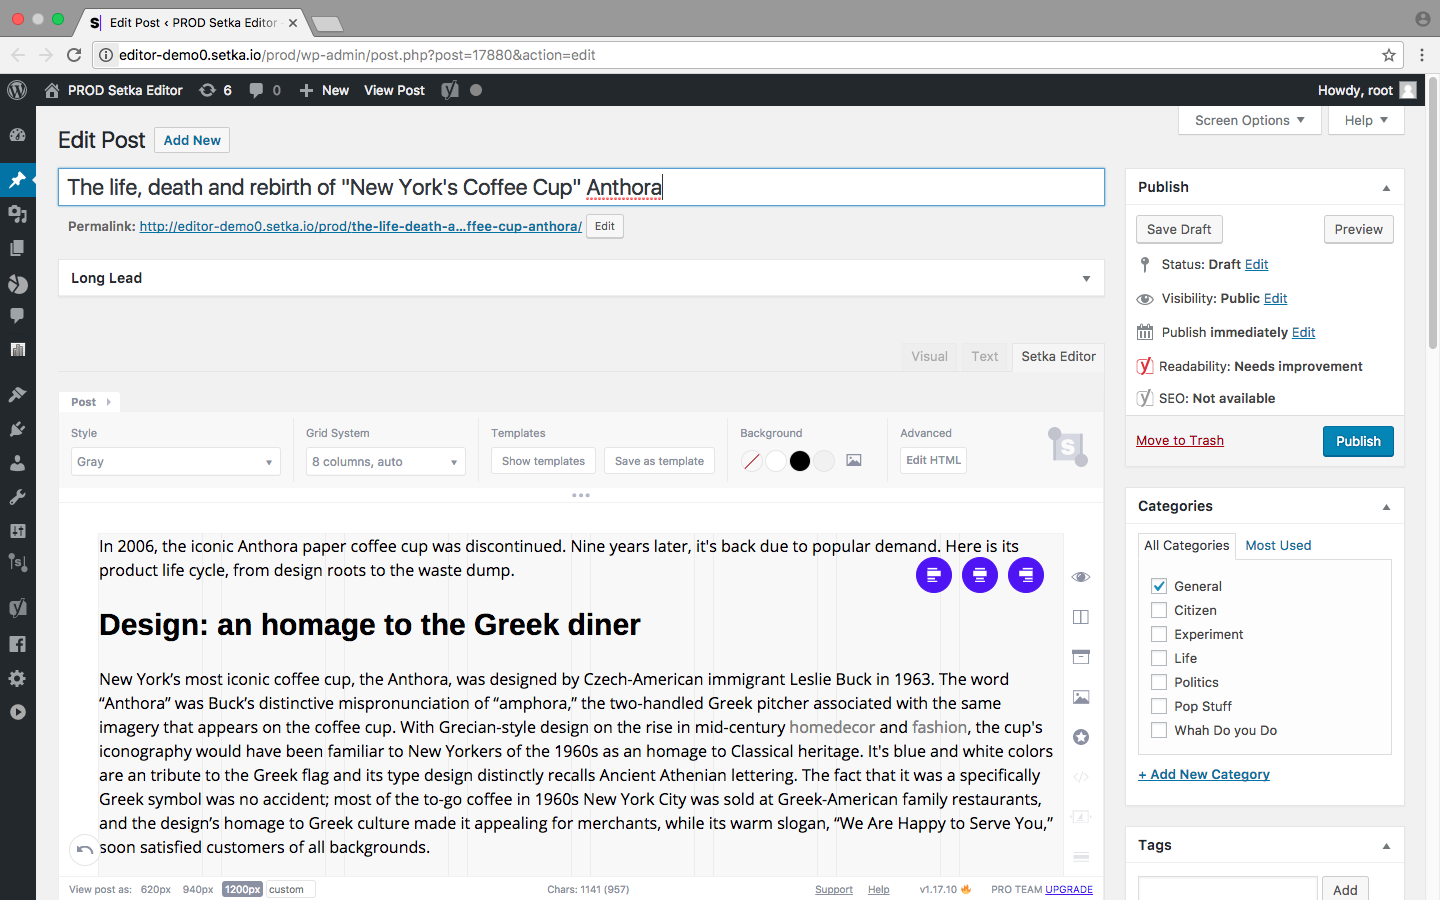 Edit Post ‹ PROD Setka Editor
editor-demo0.setka.io/prod/wp-admin/post.php?post=17880&action=edit
PROD Setka Editor 6 0 New View Post Howdy, root
Screen Options Help
Edit Post Add New
The life, death and rebirth of "New York's Coffee Cup" Anthora
Permalink: http://editor-demo0.setka.io/prod/the-life-death-a...ffee-cup-anthora/ Edit
Long Lead
Visual Text Setka Editor
Post
Style Grid System Templates Background Advanced
Gray 8 columns, auto Show templates Save as template Edit HTML
S
In 2006, the iconic Anthora paper coffee cup was discontinued. Nine years later, it's back due to popular demand. Here is its
product life cycle, from design roots to the waste dump.
Design: an homage to the Greek diner
New York’s most iconic coffee cup, the Anthora, was designed by Czech-American immigrant Leslie Buck in 1963. The word
“Anthora” was Buck’s distinctive mispronunciation of “amphora,” the two-handled Greek pitcher associated with the same
imagery that appears on the coffee cup. With Grecian-style design on the rise in mid-century homedecor and fashion, the cup's
iconography would have been familiar to New Yorkers of the 1960s as an homage to Classical heritage. It's blue and white colors
are an tribute to the Greek flag and its type design distinctly recalls Ancient Athenian lettering. The fact that it was a specifically
Greek symbol was no accident; most of the to-go coffee in 1960s New York City was sold at Greek-American family restaurants,
and the design’s homage to Greek culture made it appealing for merchants, while its warm slogan, “We Are Happy to Serve You,”
soon satisfied customers of all backgrounds.
View post as: 620px 940px 1200px custom Chars: 1141 (957) Support Help v1.17.10 PRO TEAM UPGRADE
Publish
Save Draft Preview
Status: Draft Edit
Visibility: Public Edit
Publish immediately Edit
Readability: Needs improvement
SEO: Not available
Move to Trash Publish
Categories
All Categories Most Used
General
Citizen
Experiment
Life
Politics
Pop Stuff
Whah Do you Do
+ Add New Category
Tags
Add